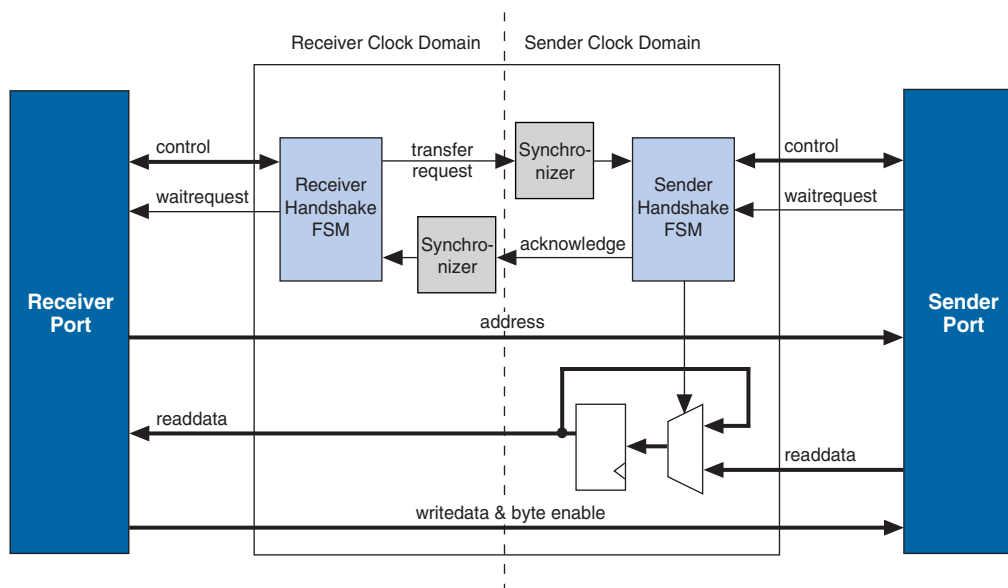 Receiver Clock Domain
Sender Clock Domain
control
waitrequest
Receiver
Handshake
FSM
transfer
request
Synchro-
nizer
Sender
Handshake
FSM
control
waitrequest
Synchro-
nizer
acknowledge
Receiver
Port
Sender
Port
address
readdata
readdata
writedata & byte enable